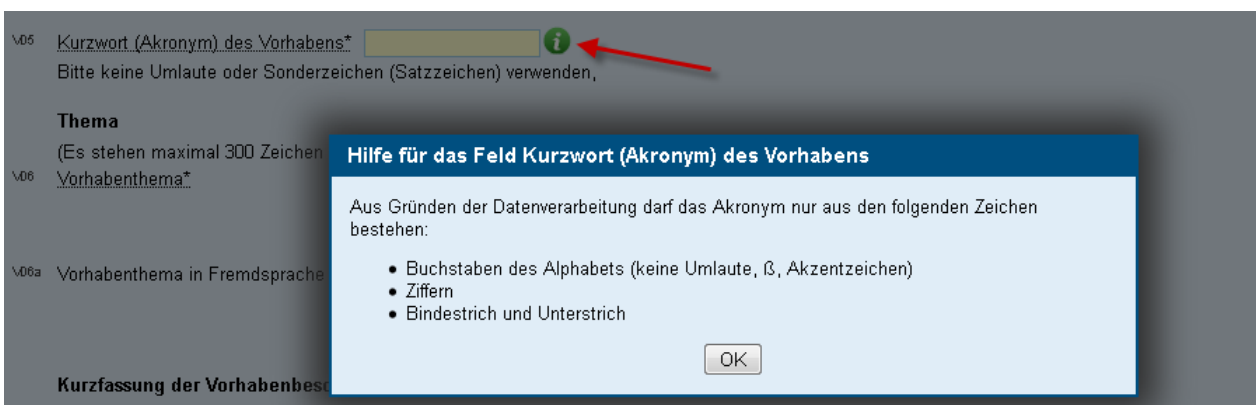 V05 Kurzwort (Akronym) des Vorhabens*
Bitte keine Umlaute oder Sonderzeichen (Satzzeichen) verwenden,
Thema
(Es stehen maximal 300 Zeichen
V06 Vorhabenthema*
V06a Vorhabenthema in Fremdsprache
Kurzfassung der Vorhabenbesc
Hilfe für das Feld Kurzwort (Akronym) des Vorhabens
Aus Gründen der Datenverarbeitung darf das Akronym nur aus den folgenden Zeichen
bestehen:
• Buchstaben des Alphabets (keine Umlaute, ß, Akzentzeichen)
• Ziffern
• Bindestrich und Unterstrich
OK